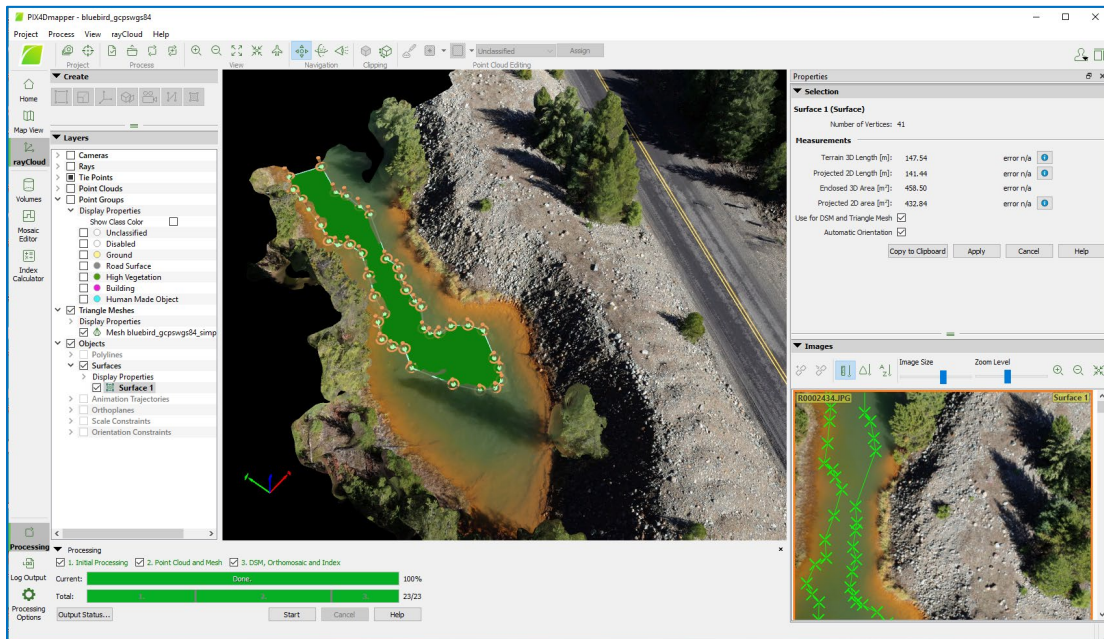 PIX4Dmapper - bluebird_gcpswgs84
Project Process View rayCloud Help
Unclassified Assign
Project Process View Navigation Clipping Point Cloud Editing
Home
Map View
rayCloud
Volumes
Mosaic
Editor
Index
Calculator
Create
Layers
Cameras
Rays
Tie Points
Point Clouds
Point Groups
Display Properties
Show Class Color
Unclassified
Disabled
Ground
Road Surface
High Vegetation
Building
Human Made Object
Triangle Meshes
Display Properties
Mesh bluebird_gcpswgs84_simp
Objects
Polylines
Surfaces
Display Properties
Surface 1
Animation Trajectories
Orthoplanes
Scale Constraints
Orientation Constraints
Properties
Selection
Surface 1 (Surface)
Number of Vertices: 41
Measurements
Terrain 3D Length [m]: 147.54 error n/a
Projected 2D Length [m]: 141.44 error n/a
Enclosed 3D Area [m²]: 458.50 error n/a
Projected 2D area [m²]: 432.84 error n/a
Use for DSM and Triangle Mesh
Automatic Orientation
Copy to Clipboard Apply Cancel Help
Images
Image Size Zoom Level
R0002434.JPG Surface 1
Processing
Log Output
Processing
Options
Processing
1. Initial Processing 2. Point Cloud and Mesh 3. DSM, Orthomosaic and Index
Current: Done. 100%
Total: 1. 2. 3. 23/23
Output Status... Start Cancel Help